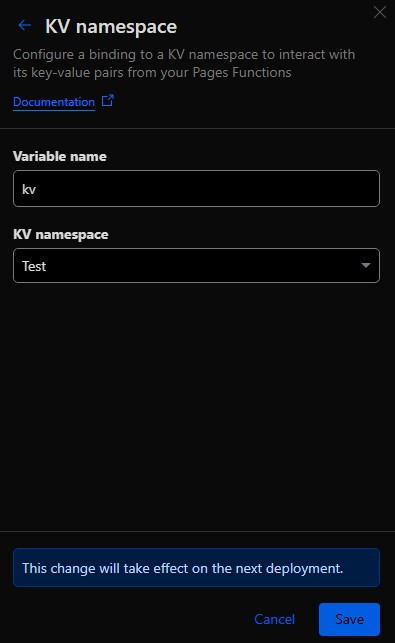 KV namespace
Configure a binding to a KV namespace to interact with
its key-value pairs from your Pages Functions
Documentation
Variable name
kv
KV namespace
Test
This change will take effect on the next deployment.
Cancel
Save